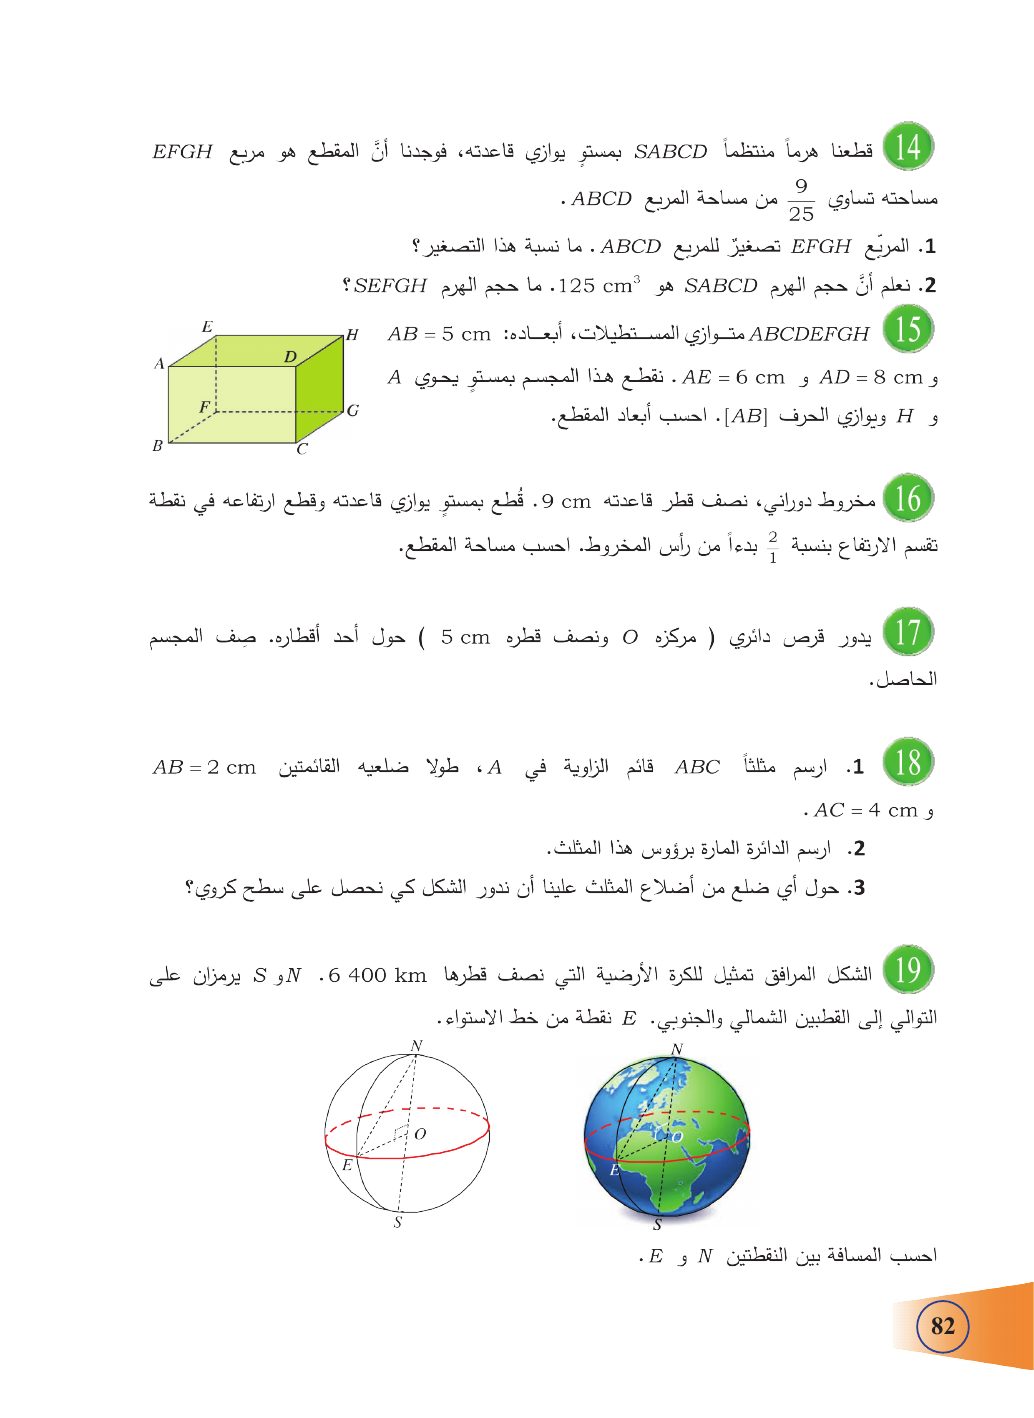 14 قطعنا هرماً منتظماً SABCD بمستوٍ يوازي قاعدته، فوجدنا أنَّ المقطع هو مربع EFGH
مساحته تساوي 9/25 من مساحة المربع ABCD .
1. المربّع EFGH تصغيرٌ للمربع ABCD . ما نسبة هذا التصغير؟
2. نعلم أنَّ حجم الهرم SABCD هو 125 cm³ . ما حجم الهرم SEFGH ؟
15 ABCDEFGH متـوازي المسـتطيلات، أبعـاده: AB = 5 cm
و AD = 8 cm و AE = 6 cm . نقطـع هـذا المجسـم بمسـتوٍ يحـوي A
و H ويوازي الحرف [AB] . احسب أبعاد المقطع.
E
H
A
D
F
G
B
C
16 مخروط دوراني، نصف قطر قاعدته 9 cm . قُطع بمستوٍ يوازي قاعدته وقطع ارتفاعه في نقطة
تقسم الارتفاع بنسبة 2/1 بدءاً من رأس المخروط. احسب مساحة المقطع.
17 يدور قرص دائري ( مركزه O ونصف قطره 5 cm ) حول أحد أقطاره. صِف المجسم
الحاصل.
18 1. ارسم مثلثاً ABC قائم الزاوية في A ، طولا ضلعيه القائمتين AB = 2 cm
و AC = 4 cm .
2. ارسم الدائرة المارة برؤوس هذا المثلث.
3. حول أي ضلع من أضلاع المثلث علينا أن ندور الشكل كي نحصل على سطح كروي؟
19 الشكل المرافق تمثيل للكرة الأرضية التي نصف قطرها 6 400 km . N و S يرمزان على
التوالي إلى القطبين الشمالي والجنوبي. E نقطة من خط الاستواء.
N
O
E
S
N
O
E
S
احسب المسافة بين النقطتين N و E .
82